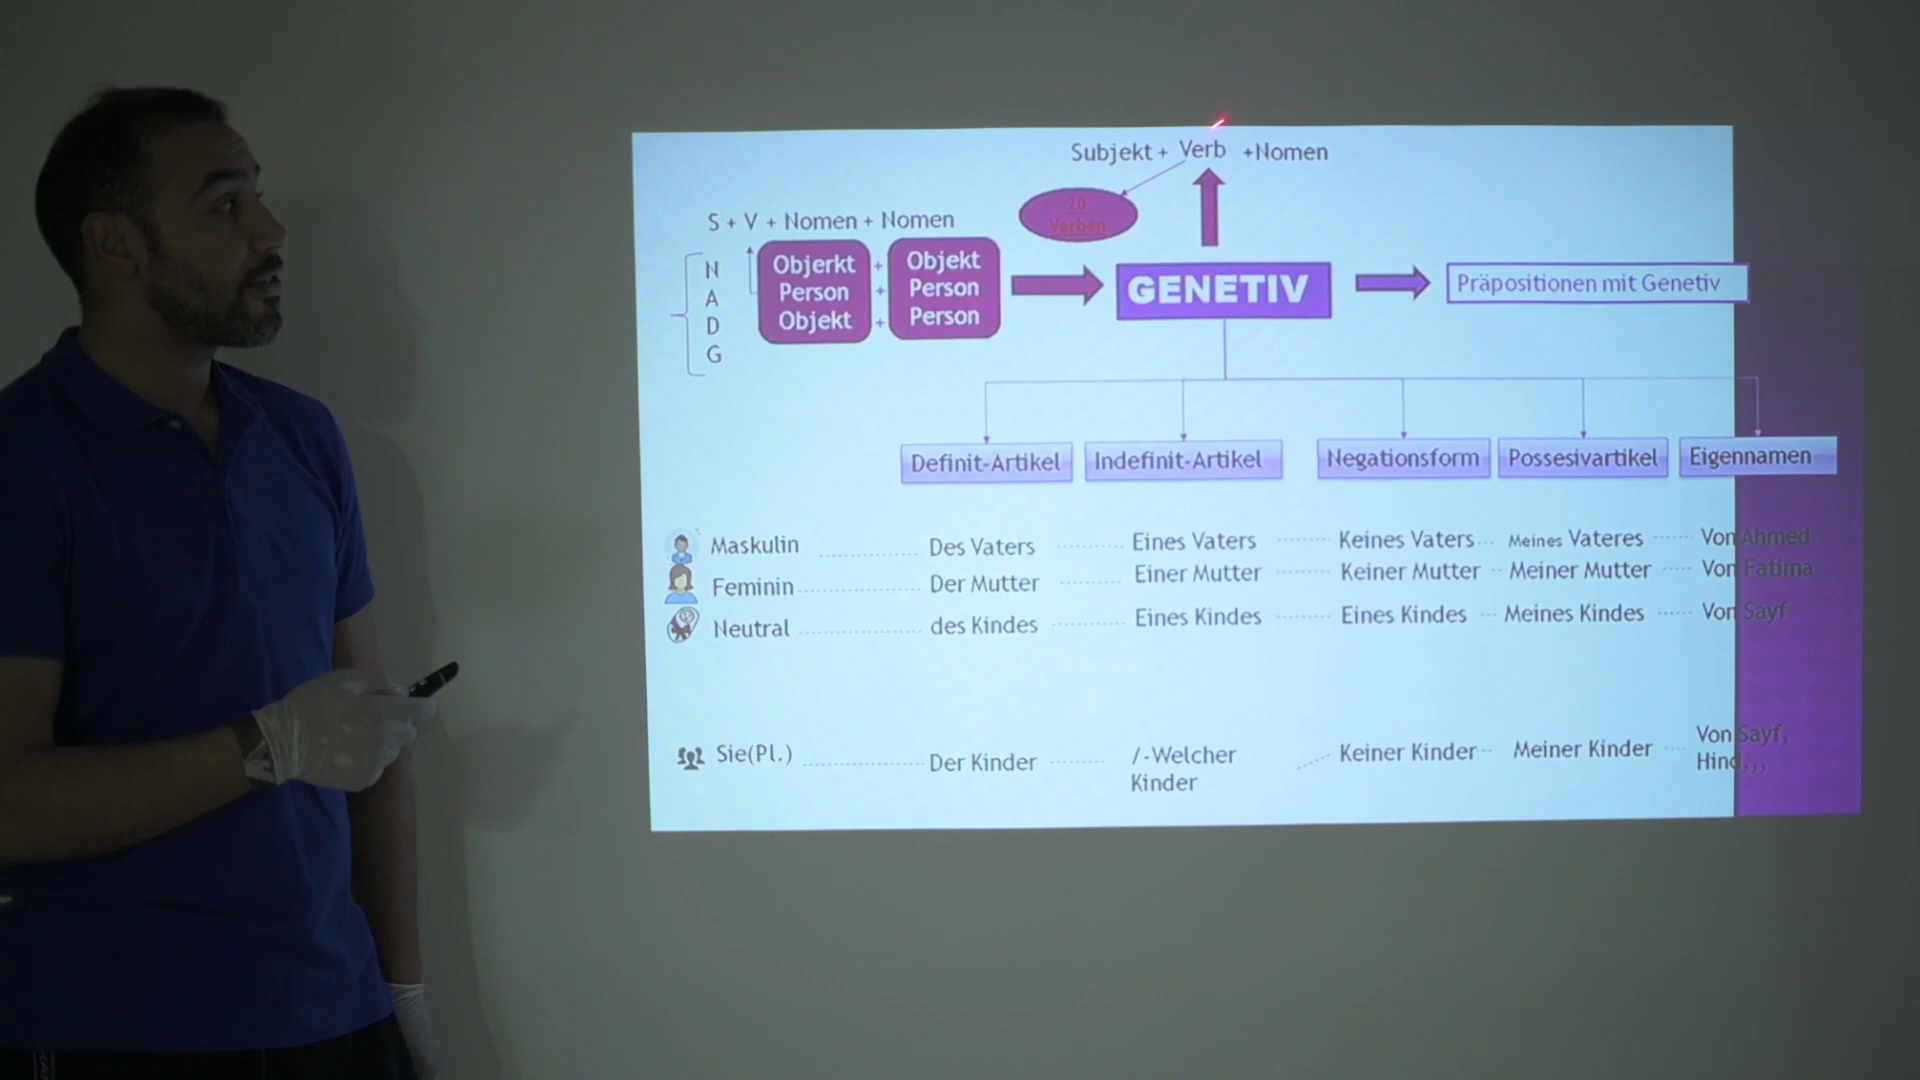 Subjekt + Verb +Nomen
20
Verben
S + V + Nomen + Nomen
N
A
D
G
Objerkt + Objekt
Person + Person
Objekt + Person
GENETIV
Präpositionen mit Genetiv
Definit-Artikel Indefinit-Artikel Negationsform Possesivartikel Eigennamen
Maskulin Des Vaters Eines Vaters Keines Vaters Meines Vateres Von Ahmed
Feminin Der Mutter Einer Mutter Keiner Mutter Meiner Mutter Von Fatima
Neutral des Kindes Eines Kindes Eines Kindes Meines Kindes Von Sayf
Sie(Pl.) Der Kinder /-Welcher Kinder Keiner Kinder Meiner Kinder Von Sayf, Hind,,,